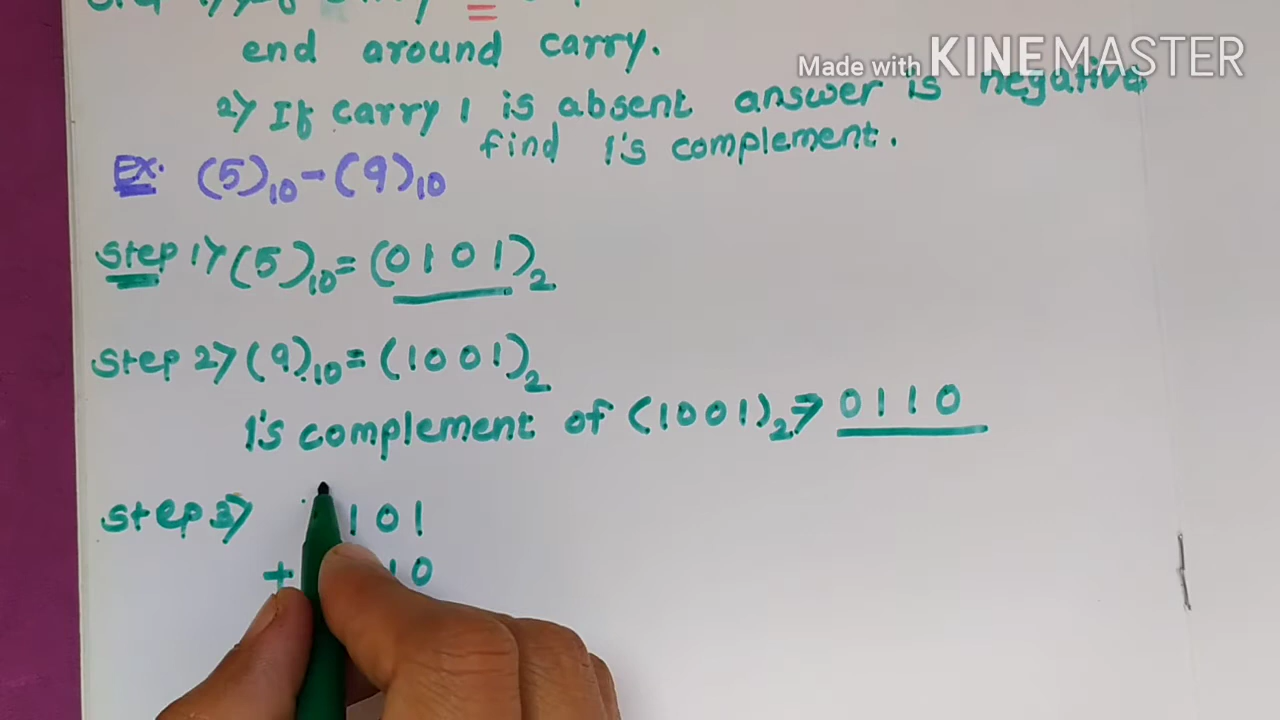 end around carry.
Made with KINEMASTER
2) If carry 1 is absent answer is negative
find 1's complement.
Ex. (5)10 - (9)10
Step 1) (5)10 = (0101)2
Step 2) (9)10 = (1001)2
1's complement of (1001)2 → 0110
Step 3) 101
+ 10